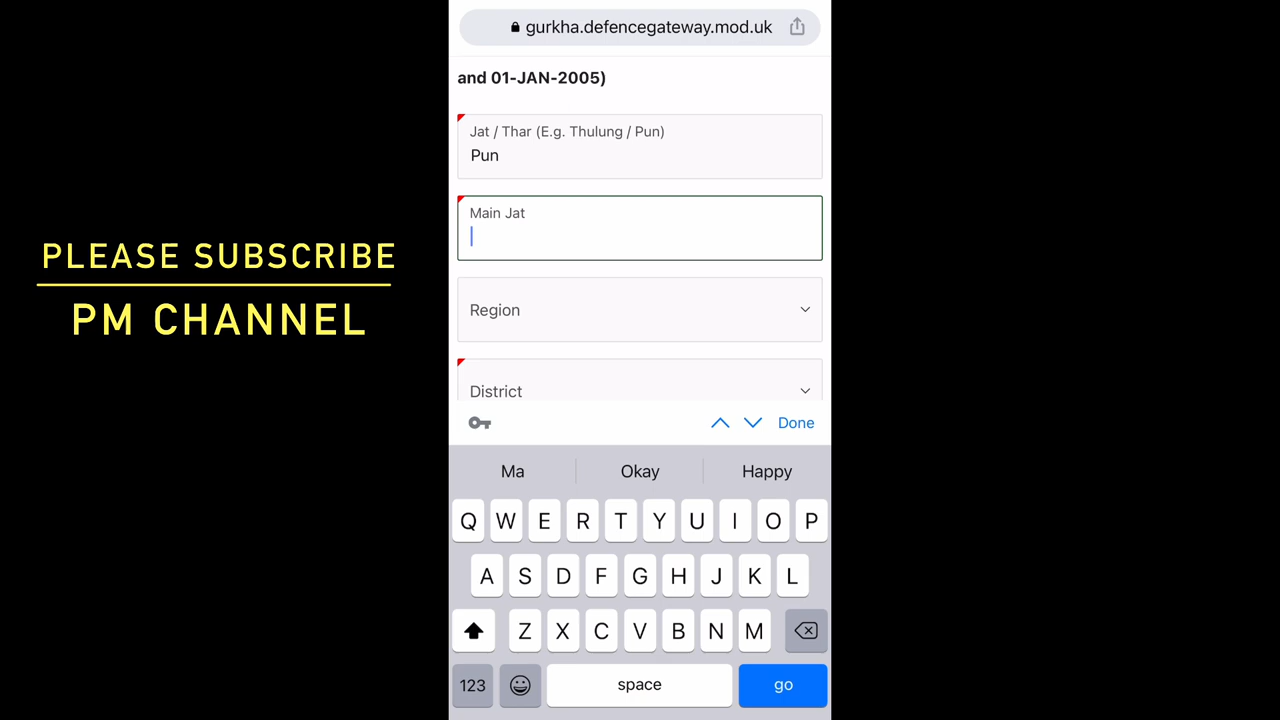 PLEASE SUBSCRIBE
PM CHANNEL
gurkha.defencegateway.mod.uk
and 01-JAN-2005)
Jat / Thar (E.g. Thulung / Pun)
Pun
Main Jat
Region
District
Done
Ma Okay Happy
Q W E R T Y U I O P
A S D F G H J K L
Z X C V B N M
123 space go